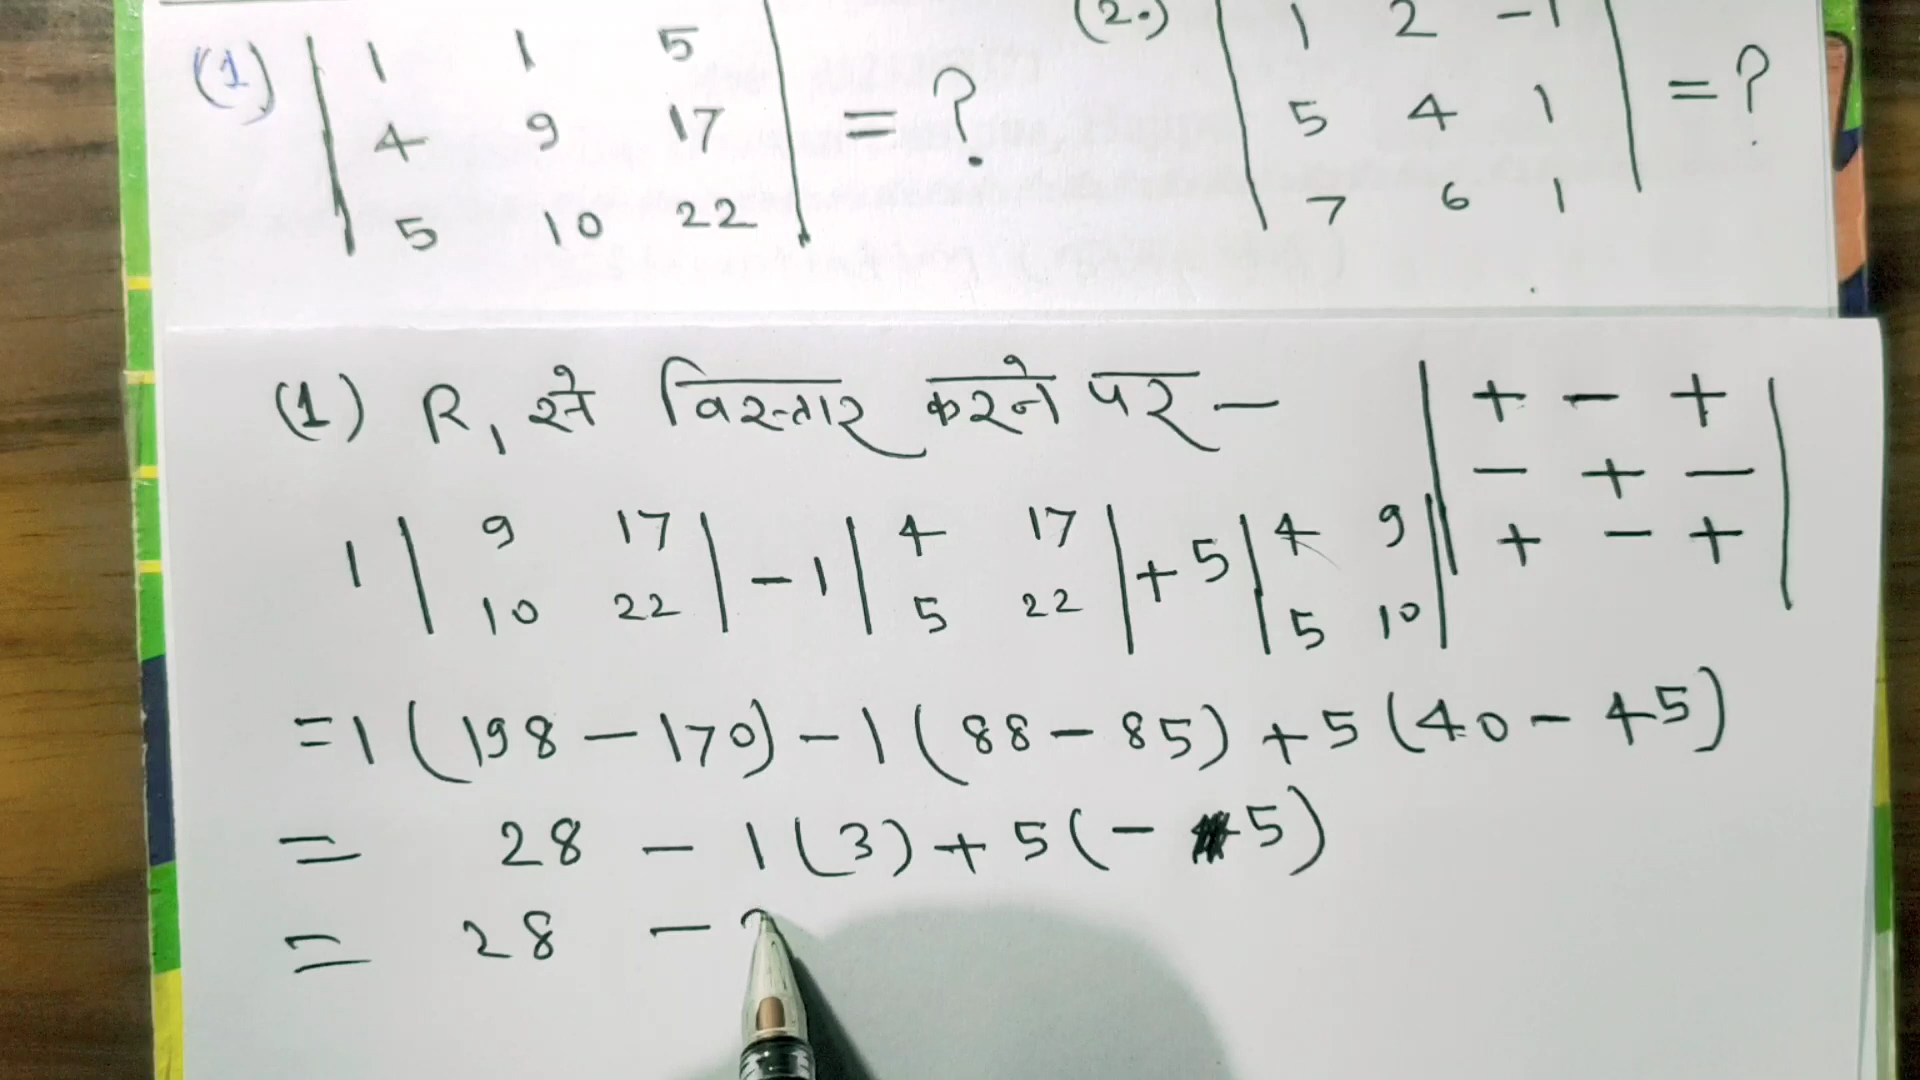 (1) | 1 1 5 | (2.) | 1 2 -1 |
| 4 9 17 | = ? | 5 4 1 | = ?
| 5 10 22 | | 7 6 1 |
(1) R₁ से विस्तार करने पर - | + - + |
| - + - |
| + - + |
1 | 9 17 | - 1 | 4 17 | + 5 | 4 9 |
| 10 22 | | 5 22 | | 5 10 |
= 1 (198 - 170) - 1 (88 - 85) + 5 (40 - 45)
= 28 - 1 (3) + 5 (- 5)
= 28 -